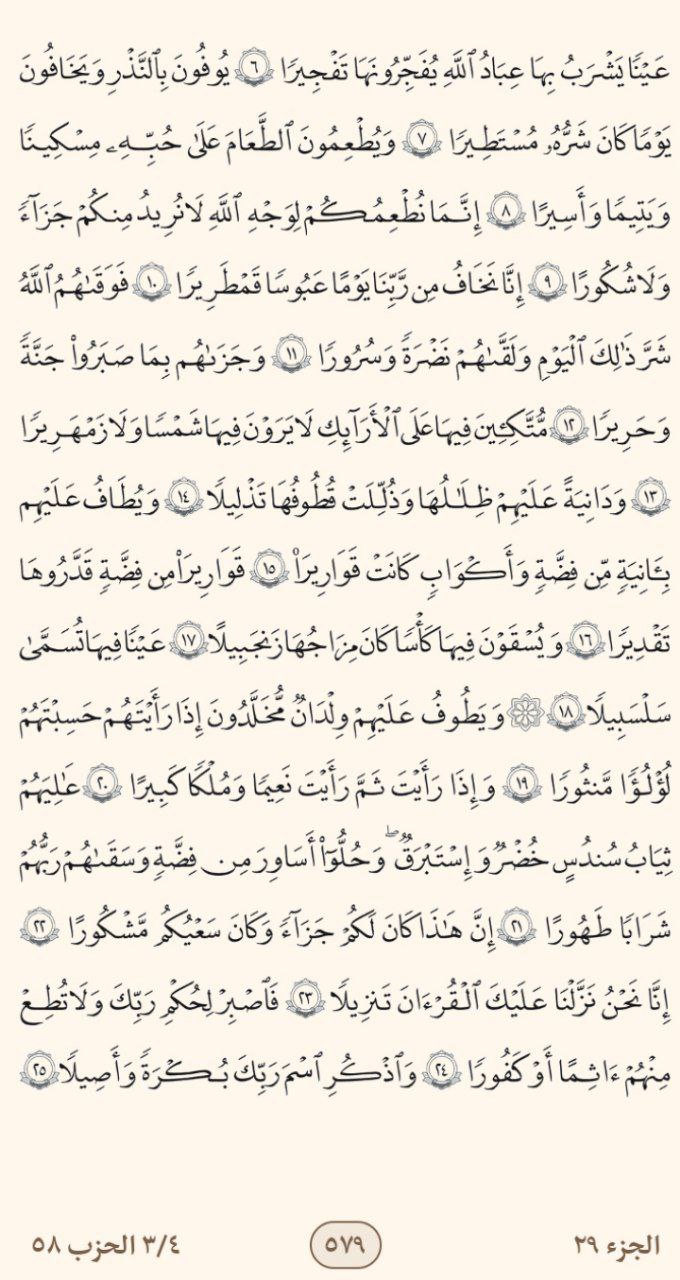 عَيْنًا يَشْرَبُ بِهَا عِبَادُ ٱللَّهِ يُفَجِّرُونَهَا تَفْجِيرًا ٦ يُوفُونَ بِٱلنَّذْرِ وَيَخَافُونَ
يَوْمًا كَانَ شَرُّهُۥ مُسْتَطِيرًا ٧ وَيُطْعِمُونَ ٱلطَّعَامَ عَلَىٰ حُبِّهِۦ مِسْكِينًا
وَيَتِيمًا وَأَسِيرًا ٨ إِنَّمَا نُطْعِمُكُمْ لِوَجْهِ ٱللَّهِ لَا نُرِيدُ مِنكُمْ جَزَآءً
وَلَا شُكُورًا ٩ إِنَّا نَخَافُ مِن رَّبِّنَا يَوْمًا عَبُوسًا قَمْطَرِيرًا ١٠ فَوَقَىٰهُمُ ٱللَّهُ
شَرَّ ذَٰلِكَ ٱلْيَوْمِ وَلَقَّىٰهُمْ نَضْرَةً وَسُرُورًا ١١ وَجَزَىٰهُم بِمَا صَبَرُوا۟ جَنَّةً
وَحَرِيرًا ١٢ مُّتَّكِـِٔينَ فِيهَا عَلَى ٱلْأَرَآئِكِ لَا يَرَوْنَ فِيهَا شَمْسًا وَلَا زَمْهَرِيرًا
١٣ وَدَانِيَةً عَلَيْهِمْ ظِلَـٰلُهَا وَذُلِّلَتْ قُطُوفُهَا تَذْلِيلًا ١٤ وَيُطَافُ عَلَيْهِم
بِـَٔانِيَةٍ مِّن فِضَّةٍ وَأَكْوَابٍ كَانَتْ قَوَارِيرَا۠ ١٥ قَوَارِيرَا۟ مِن فِضَّةٍ قَدَّرُوهَا
تَقْدِيرًا ١٦ وَيُسْقَوْنَ فِيهَا كَأْسًا كَانَ مِزَاجُهَا زَنجَبِيلًا ١٧ عَيْنًا فِيهَا تُسَمَّىٰ
سَلْسَبِيلًا ١٨ ۞ وَيَطُوفُ عَلَيْهِمْ وِلْدَٰنٌ مُّخَلَّدُونَ إِذَا رَأَيْتَهُمْ حَسِبْتَهُمْ
لُؤْلُؤًا مَّنثُورًا ١٩ وَإِذَا رَأَيْتَ ثَمَّ رَأَيْتَ نَعِيمًا وَمُلْكًا كَبِيرًا ٢٠ عَـٰلِيَهُمْ
ثِيَابُ سُندُسٍ خُضْرٌ وَإِسْتَبْرَقٌ ۖ وَحُلُّوٓا۟ أَسَاوِرَ مِن فِضَّةٍ وَسَقَىٰهُمْ رَبُّهُمْ
شَرَابًا طَهُورًا ٢١ إِنَّ هَـٰذَا كَانَ لَكُمْ جَزَآءً وَكَانَ سَعْيُكُم مَّشْكُورًا ٢٢
إِنَّا نَحْنُ نَزَّلْنَا عَلَيْكَ ٱلْقُرْءَانَ تَنزِيلًا ٢٣ فَٱصْبِرْ لِحُكْمِ رَبِّكَ وَلَا تُطِعْ
مِنْهُمْ ءَاثِمًا أَوْ كَفُورًا ٢٤ وَٱذْكُرِ ٱسْمَ رَبِّكَ بُكْرَةً وَأَصِيلًا ٢٥
الجزء ٢٩ ٥٧٩ ٣/٤ الحزب ٥٨